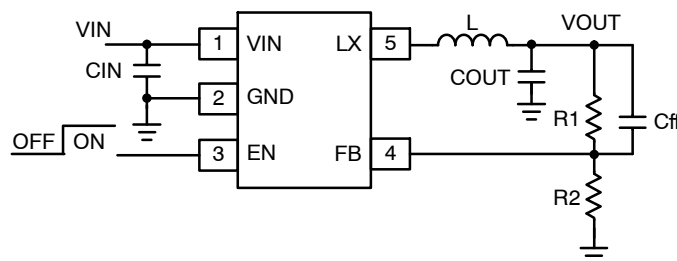 VIN
CIN
1 VIN
2 GND
3 EN
OFF ON
LX 5
FB 4
L
COUT
VOUT
R1
Cff
R2